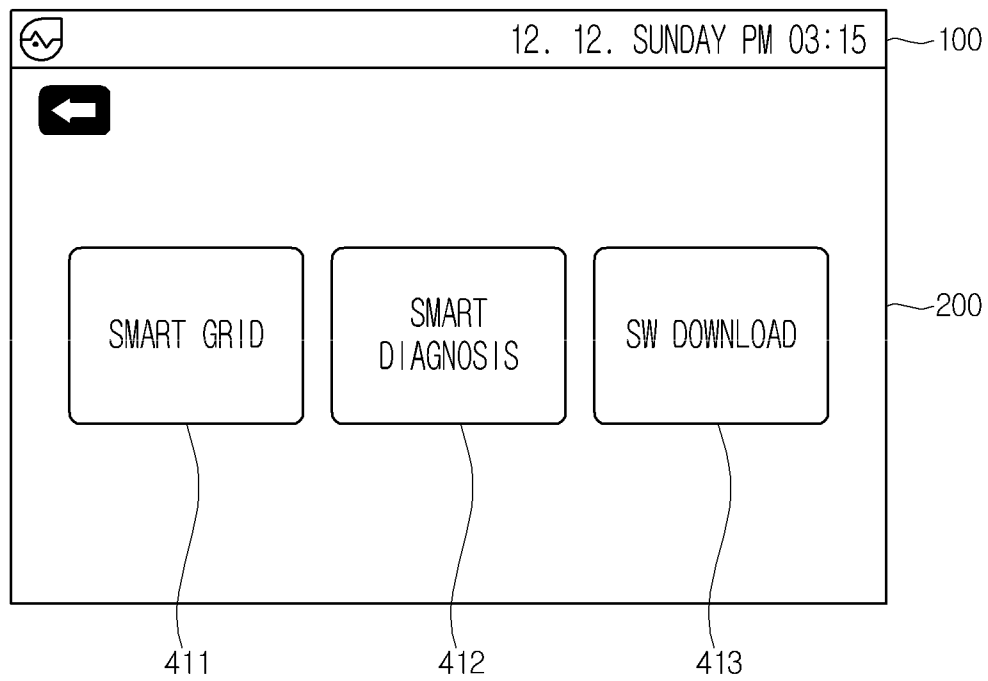 12. 12. SUNDAY PM 03:15
100
200
SMART GRID
SMART
DIAGNOSIS
SW DOWNLOAD
411
412
413